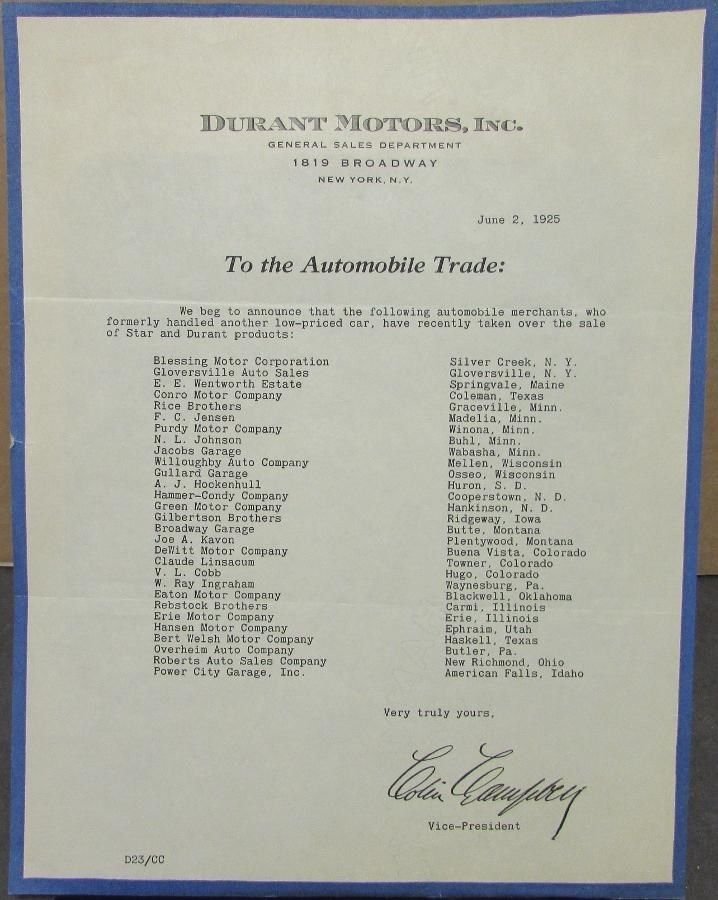 DURANT MOTORS, INC.
GENERAL SALES DEPARTMENT
1819 BROADWAY
NEW YORK, N.Y.
June 2, 1925
To the Automobile Trade:
We beg to announce that the following automobile merchants, who
formerly handled another low-priced car, have recently taken over the sale
of Star and Durant products:
Blessing Motor Corporation Silver Creek, N. Y.
Gloversville Auto Sales Gloversville, N. Y.
E. E. Wentworth Estate Springvale, Maine
Conro Motor Company Coleman, Texas
Rice Brothers Graceville, Minn.
F. C. Jensen Madelia, Minn.
Purdy Motor Company Winona, Minn.
N. L. Johnson Buhl, Minn.
Jacobs Garage Wabasha, Minn.
Willoughby Auto Company Mellen, Wisconsin
Gullard Garage Osseo, Wisconsin
A. J. Hockenhull Huron, S. D.
Hammer-Condy Company Cooperstown, N. D.
Green Motor Company Hankinson, N. D.
Gilbertson Brothers Ridgeway, Iowa
Broadway Garage Butte, Montana
Joe A. Kavon Plentywood, Montana
DeWitt Motor Company Buena Vista, Colorado
Claude Linsacum Towner, Colorado
V. L. Cobb Hugo, Colorado
W. Ray Ingraham Waynesburg, Pa.
Eaton Motor Company Blackwell, Oklahoma
Rebstock Brothers Carmi, Illinois
Erie Motor Company Erie, Illinois
Hansen Motor Company Ephraim, Utah
Bert Welsh Motor Company Haskell, Texas
Overheim Auto Company Butler, Pa.
Roberts Auto Sales Company New Richmond, Ohio
Power City Garage, Inc. American Falls, Idaho
Very truly yours,
Colin Campbell
Vice-President
D23/CC